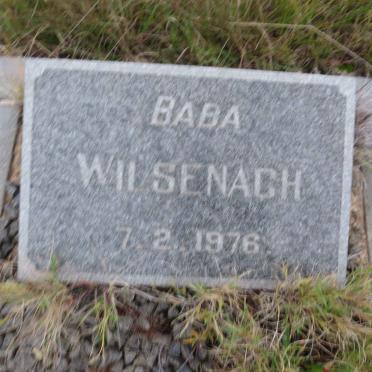 BABA
WILSENACH
7. 2. 1976